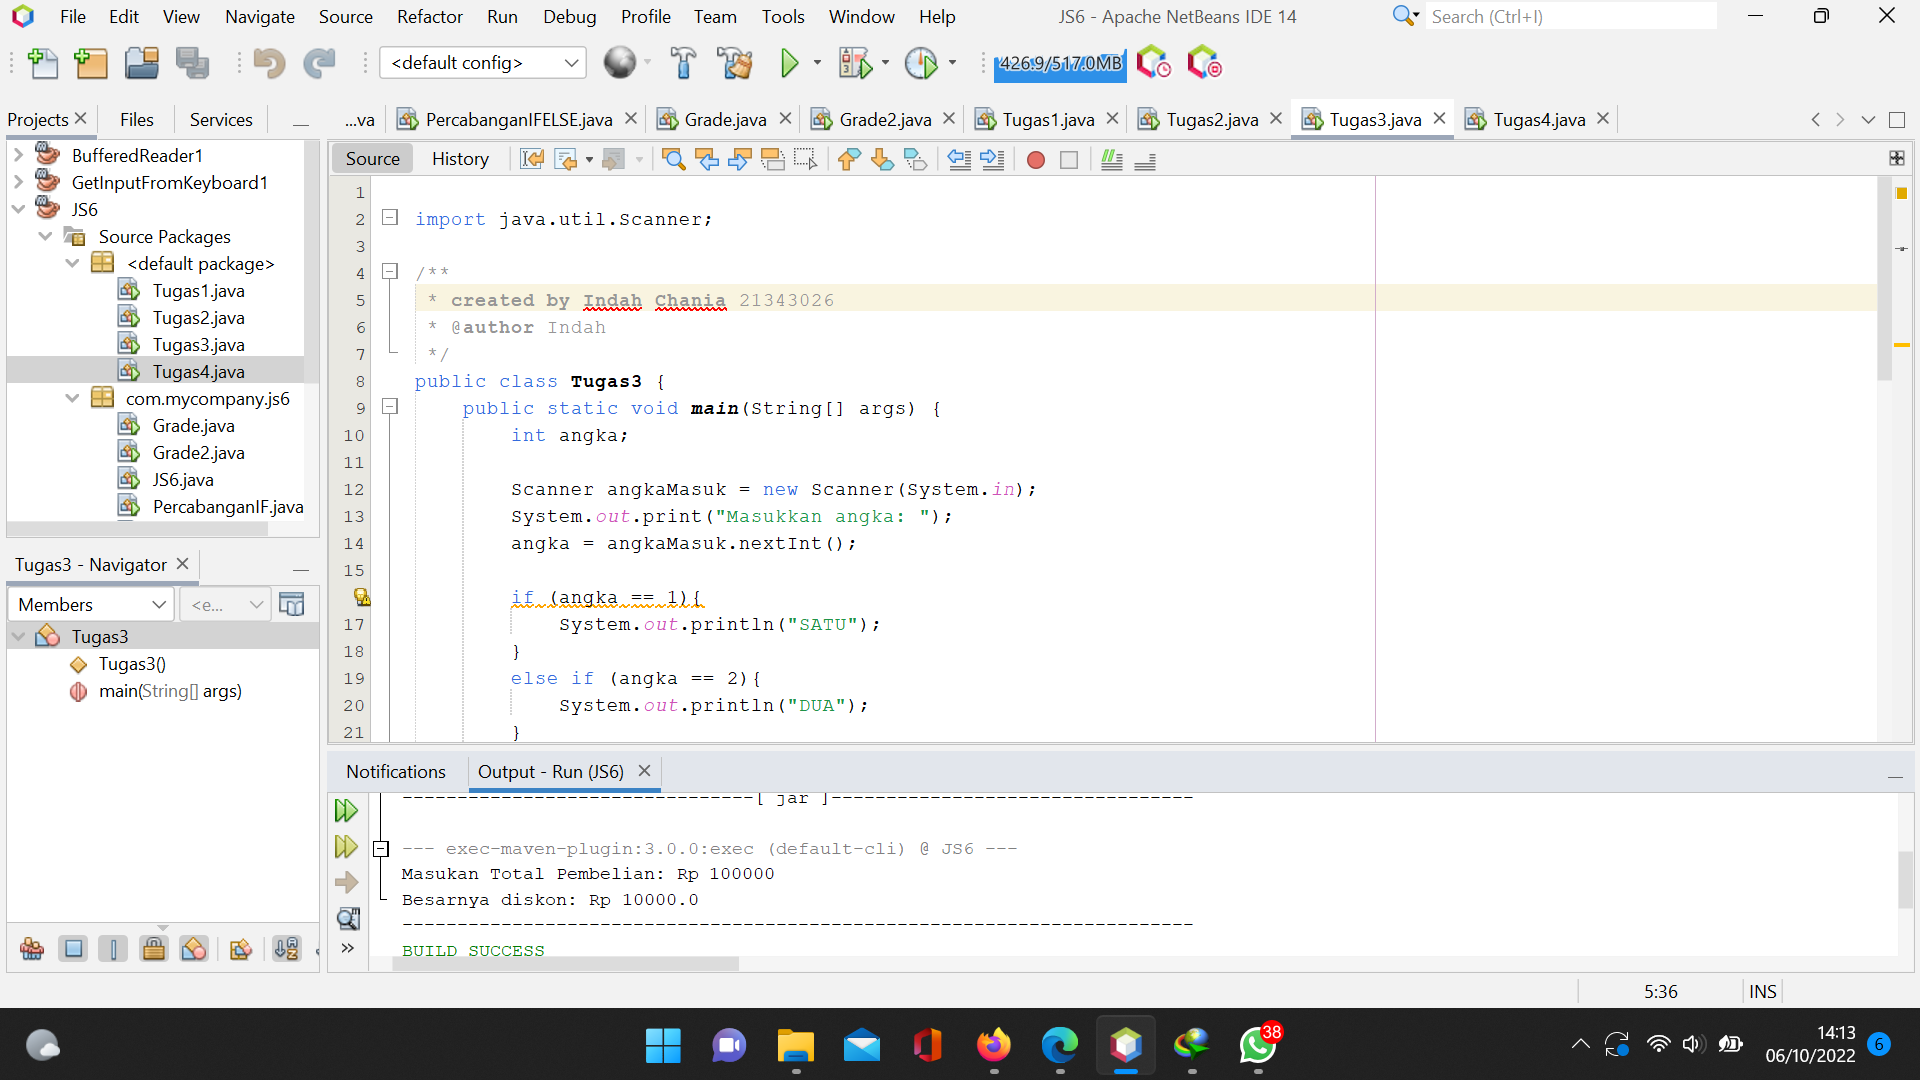 File Edit View Navigate Source Refactor Run Debug Profile Team Tools Window Help JS6 - Apache NetBeans IDE 14 Search (Ctrl+I)
<default config> 426.9/517.0MB
Projects Files Services ...va PercabanganIFELSE.java Grade.java Grade2.java Tugas1.java Tugas2.java Tugas3.java Tugas4.java
BufferedReader1
GetInputFromKeyboard1
JS6
Source Packages
<default package>
Tugas1.java
Tugas2.java
Tugas3.java
Tugas4.java
com.mycompany.js6
Grade.java
Grade2.java
JS6.java
PercabanganIF.java
Tugas3 - Navigator
Members <e...
Tugas3
Tugas3()
main(String[] args)
Source History
1
2 import java.util.Scanner;
3
4 /**
5 * created by Indah Chania 21343026
6 * @author Indah
7 */
8 public class Tugas3 {
9 public static void main(String[] args) {
10 int angka;
11
12 Scanner angkaMasuk = new Scanner(System.in);
13 System.out.print("Masukkan angka: ");
14 angka = angkaMasuk.nextInt();
15
if (angka == 1){
17 System.out.println("SATU");
18 }
19 else if (angka == 2){
20 System.out.println("DUA");
21 }
Notifications Output - Run (JS6)
--------------------------------[ jar ]---------------------------------
--- exec-maven-plugin:3.0.0:exec (default-cli) @ JS6 ---
Masukan Total Pembelian: Rp 100000
Besarnya diskon: Rp 10000.0
------------------------------------------------------------------------
BUILD SUCCESS
5:36 INS
38
14:13
06/10/2022
6